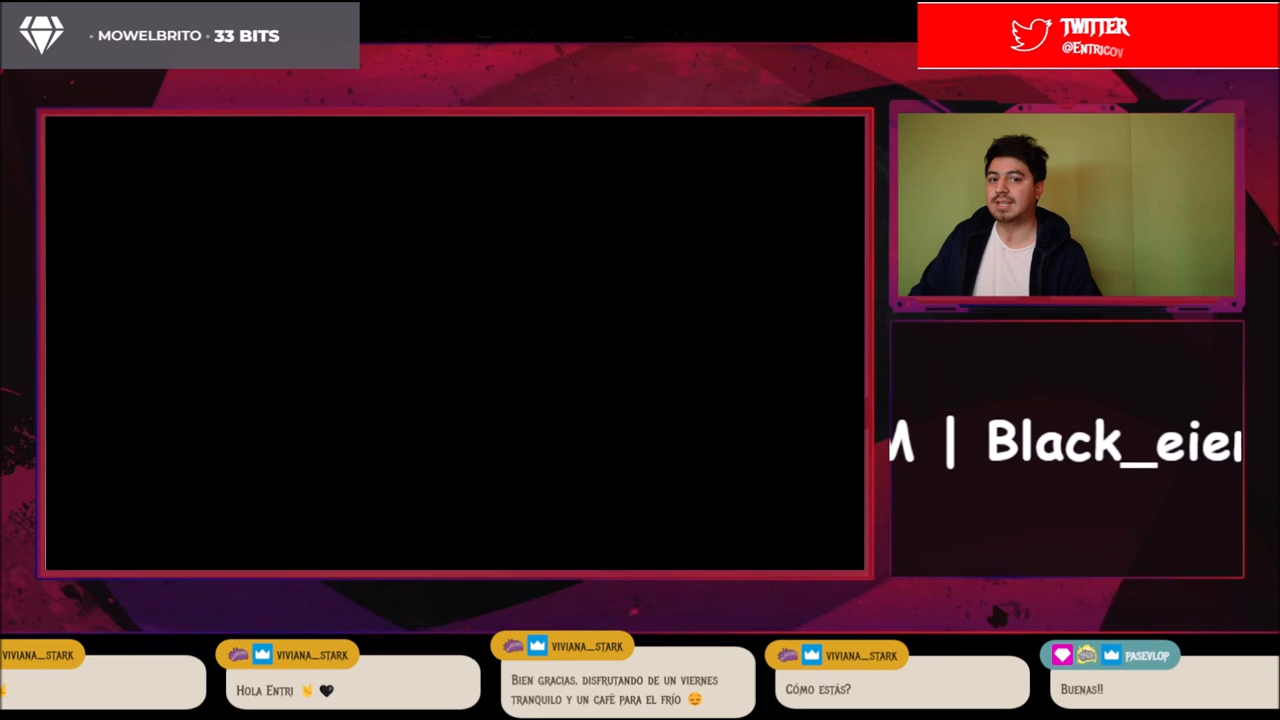 • MOWELBRITO • 33 BITS
TWITTER
@ENTRICOV
| Black_eier
VIVIANA_STARK
VIVIANA_STARK
HOLA ENTRI 🤘 🖤
VIVIANA_STARK
BIEN GRACIAS, DISFRUTANDO DE UN VIERNES
TRANQUILO Y UN CAFÉ PARA EL FRÍO 😌
VIVIANA_STARK
CÓMO ESTÁS?
PASEVLOP
BUENAS!!